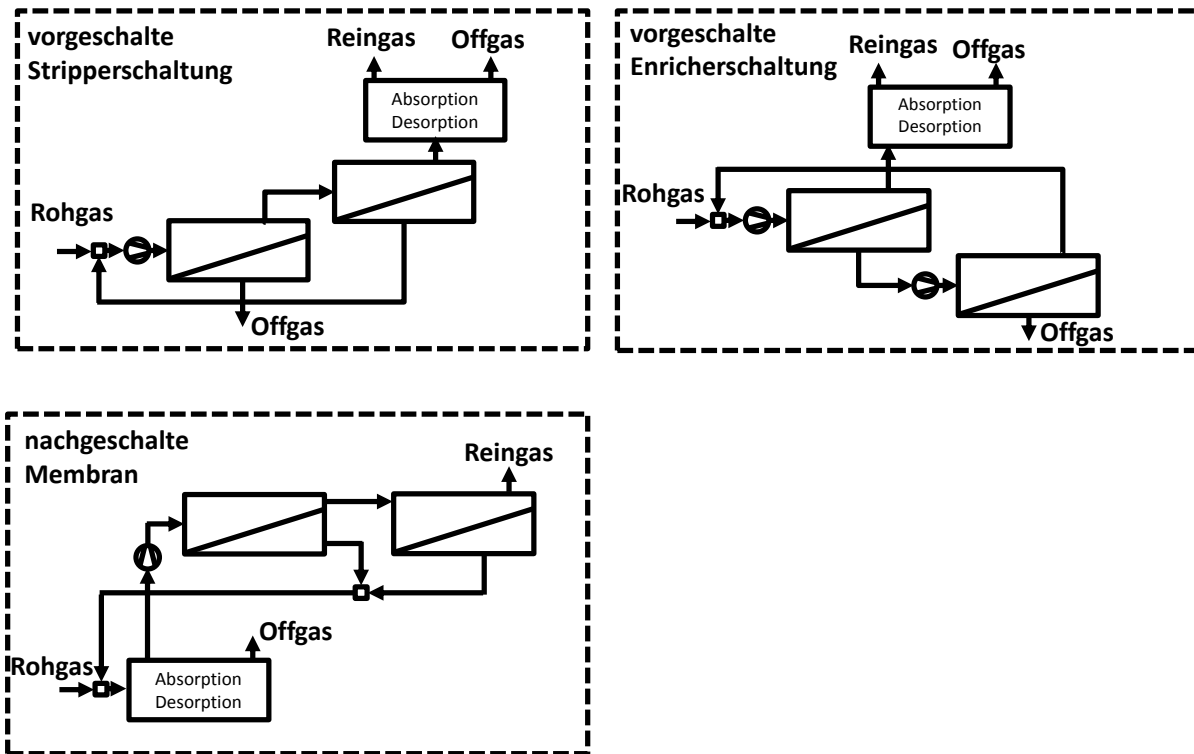 vorgeschalte
Stripperschaltung
Reingas
Offgas
Absorption
Desorption
Rohgas
Offgas
vorgeschalte
Enricherschaltung
Reingas
Offgas
Absorption
Desorption
Rohgas
Offgas
nachgeschalte
Membran
Reingas
Offgas
Rohgas
Absorption
Desorption